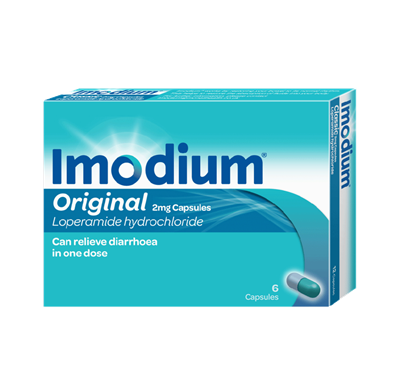 Imodium®
Original 2mg Capsules
Loperamide hydrochloride
Can relieve diarrhoea
in one dose
6
Capsules
Imodium®